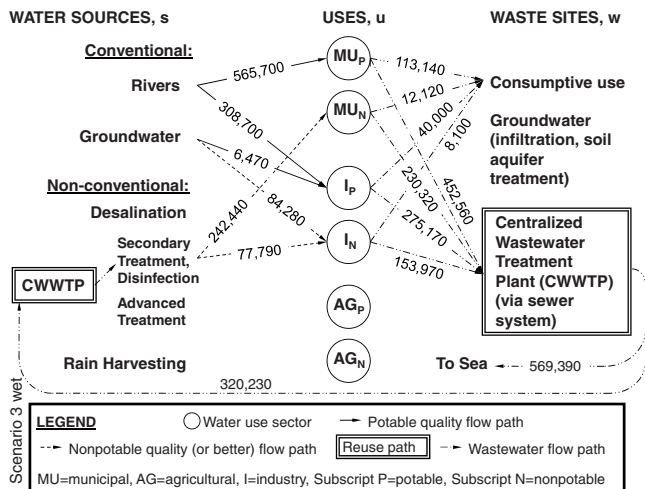 WATER SOURCES, s
USES, u
WASTE SITES, w
Conventional:
Rivers
Groundwater
Non-conventional:
Desalination
Secondary
Treatment,
Disinfection
CWWTP
Advanced
Treatment
Rain Harvesting
565,700
308,700
6,470
84,280
242,440
77,790
MUP
MUN
IP
IN
AGP
AGN
113,140
12,120
40,000
8,100
452,560
230,320
275,170
153,970
Consumptive use
Groundwater
(infiltration, soil
aquifer
treatment)
Centralized
Wastewater
Treatment
Plant (CWWTP)
(via sewer
system)
To Sea
569,390
320,230
Scenario 3 wet
LEGEND
Water use sector
Potable quality flow path
Nonpotable quality (or better) flow path
Reuse path
Wastewater flow path
MU=municipal, AG=agricultural, I=industry, Subscript P=potable, Subscript N=nonpotable